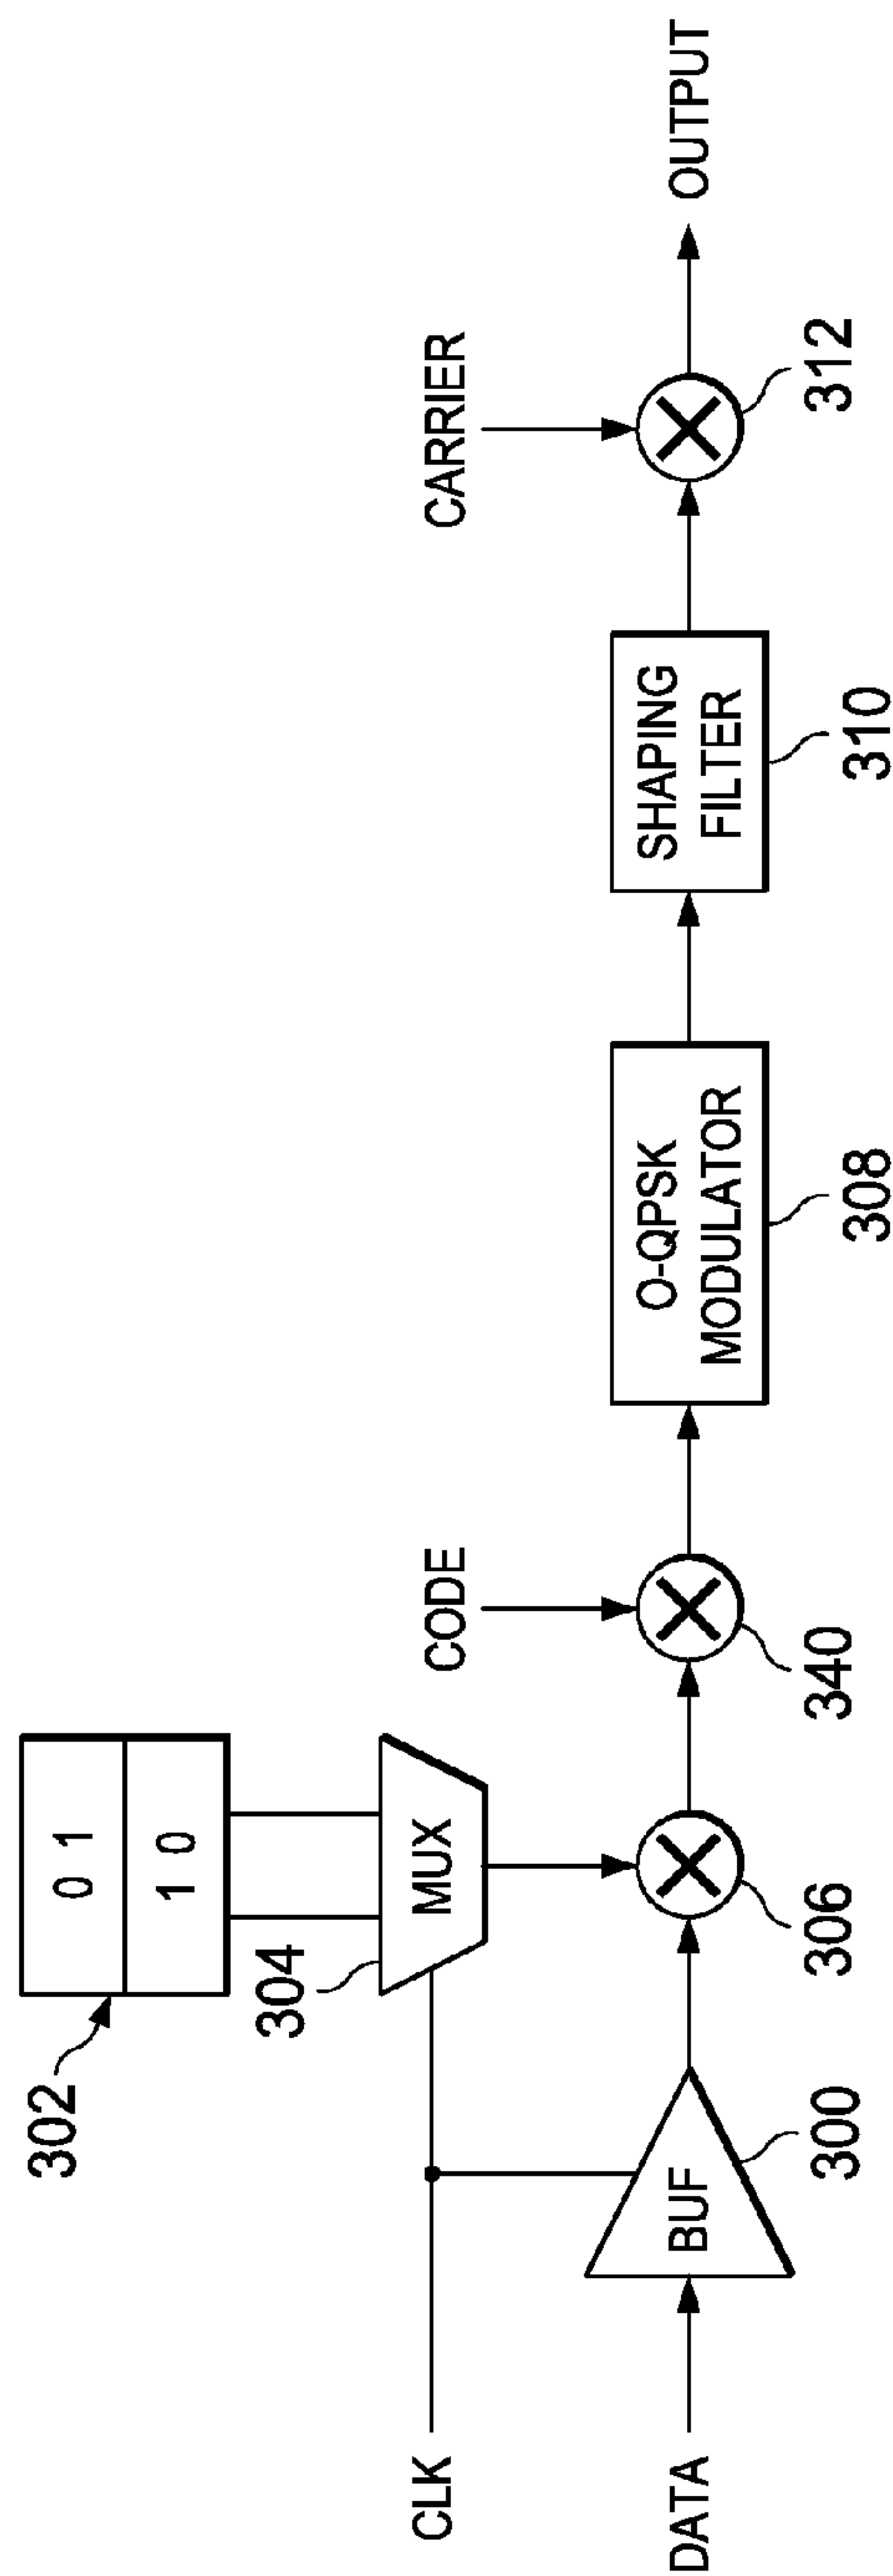 302
0 1
1 0
304
MUX
CLK
CODE
CARRIER
DATA
BUF
300
306
340
O-QPSK
MODULATOR
308
SHAPING
FILTER
310
312
OUTPUT